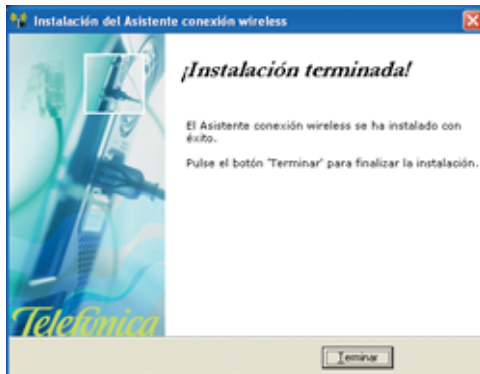 Instalación del Asistente conexión wireless
¡Instalación terminada!
El Asistente conexión wireless se ha instalado con
éxito.
Pulse el botón 'Terminar' para finalizar la instalación.
Telefónica
Terminar